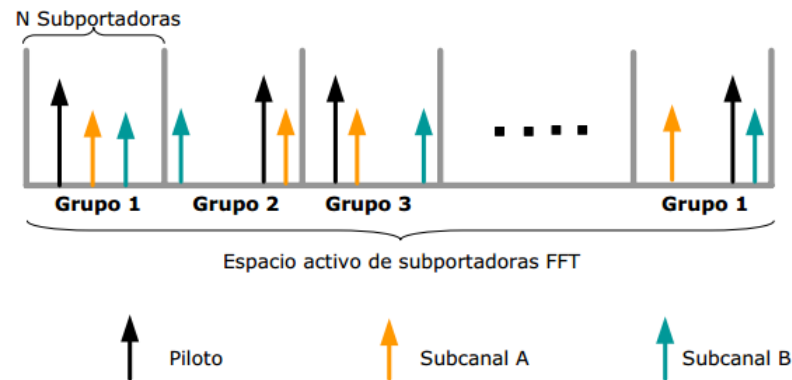 N Subportadoras
Grupo 1 Grupo 2 Grupo 3 Grupo 1
Espacio activo de subportadoras FFT
Piloto Subcanal A Subcanal B